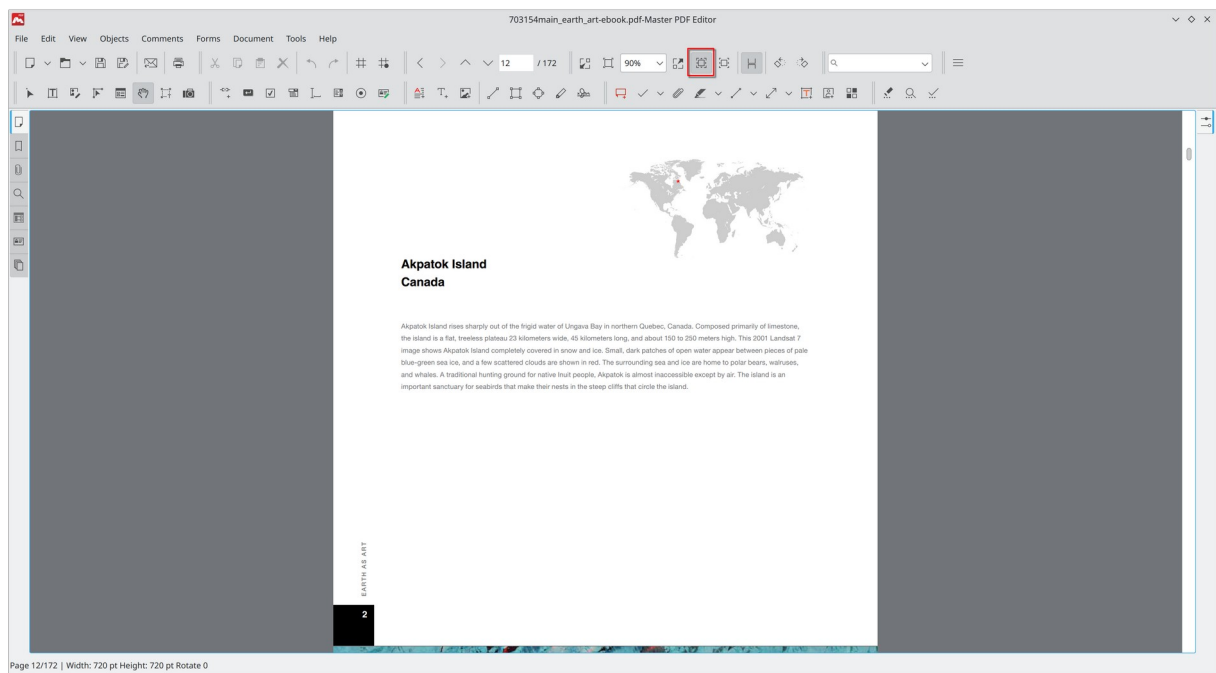 703154main_earth_art-ebook.pdf-Master PDF Editor
File Edit View Objects Comments Forms Document Tools Help
12 / 172 90%
Akpatok Island
Canada
Akpatok Island rises sharply out of the frigid water of Ungava Bay in northern Quebec, Canada. Composed primarily of limestone,
the island is a flat, treeless plateau 23 kilometers wide, 45 kilometers long, and about 150 to 250 meters high. This 2001 Landsat 7
image shows Akpatok Island completely covered in snow and ice. Small, dark patches of open water appear between pieces of pale
blue-green sea ice, and a few scattered clouds are shown in red. The surrounding sea and ice are home to polar bears, walruses,
and whales. A traditional hunting ground for native Inuit people, Akpatok is almost inaccessible except by air. The island is an
important sanctuary for seabirds that make their nests in the steep cliffs that circle the island.
EARTH AS ART
2
Page 12/172 | Width: 720 pt Height: 720 pt Rotate 0